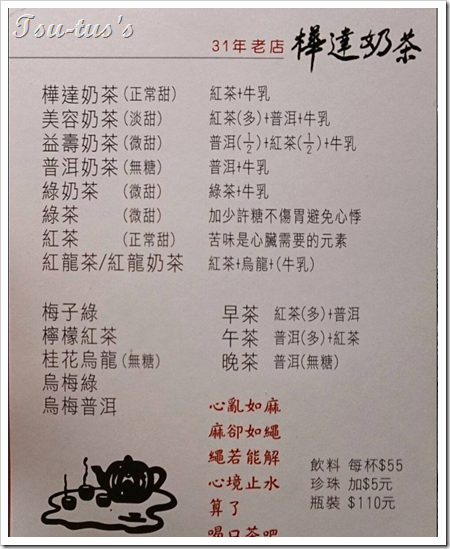 Tsu-tus's
31年老店 樺達奶茶
樺達奶茶(正常甜) 紅茶+牛乳
美容奶茶(淡甜) 紅茶(多)+普洱+牛乳
益壽奶茶(微甜) 普洱(1/2)+紅茶(1/2)+牛乳
普洱奶茶(無糖) 普洱+牛乳
綠奶茶 (微甜) 綠茶+牛乳
綠茶 (微甜) 加少許糖不傷胃避免心悸
紅茶 (正常甜) 苦味是心臟需要的元素
紅龍茶/紅龍奶茶 紅茶+烏龍+(牛乳)
梅子綠
檸檬紅茶
桂花烏龍(無糖)
烏梅綠
烏梅普洱
早茶 紅茶(多)+普洱
午茶 普洱(多)+紅茶
晚茶 普洱(無糖)
心亂如麻
麻卻如繩
繩若能解
心境止水
算了
喝口茶吧
飲料 每杯$55
珍珠 加$5元
瓶裝 $110元